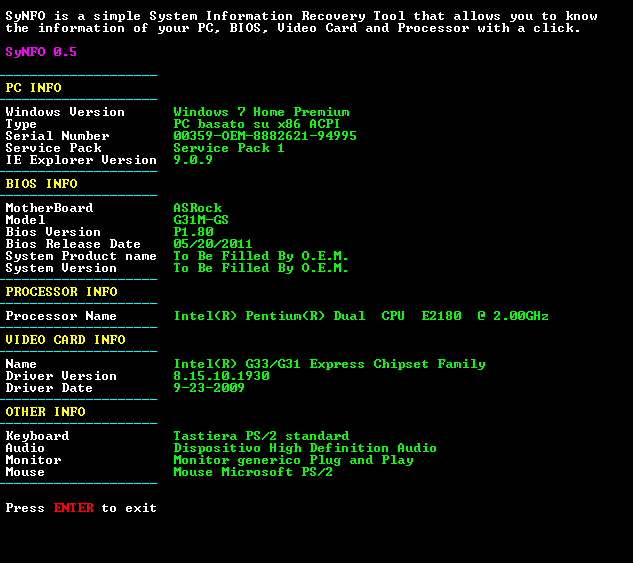 SyNFO is a simple System Information Recovery Tool that allows you to know
the information of your PC, BIOS, Video Card and Processor with a click.
SyNFO 0.5
PC INFO
Windows Version Windows 7 Home Premium
Type PC basato su x86 ACPI
Serial Number 00359-OEM-8882621-94995
Service Pack Service Pack 1
IE Explorer Version 9.0.9
BIOS INFO
MotherBoard ASRock
Model G31M-GS
Bios Version P1.80
Bios Release Date 05/20/2011
System Product name To Be Filled By O.E.M.
System Version To Be Filled By O.E.M.
PROCESSOR INFO
Processor Name Intel(R) Pentium(R) Dual  CPU  E2180  @ 2.00GHz
VIDEO CARD INFO
Name Intel(R) G33/G31 Express Chipset Family
Driver Version 8.15.10.1930
Driver Date 9-23-2009
OTHER INFO
Keyboard Tastiera PS/2 standard
Audio Dispositivo High Definition Audio
Monitor Monitor generico Plug and Play
Mouse Mouse Microsoft PS/2
Press ENTER to exit